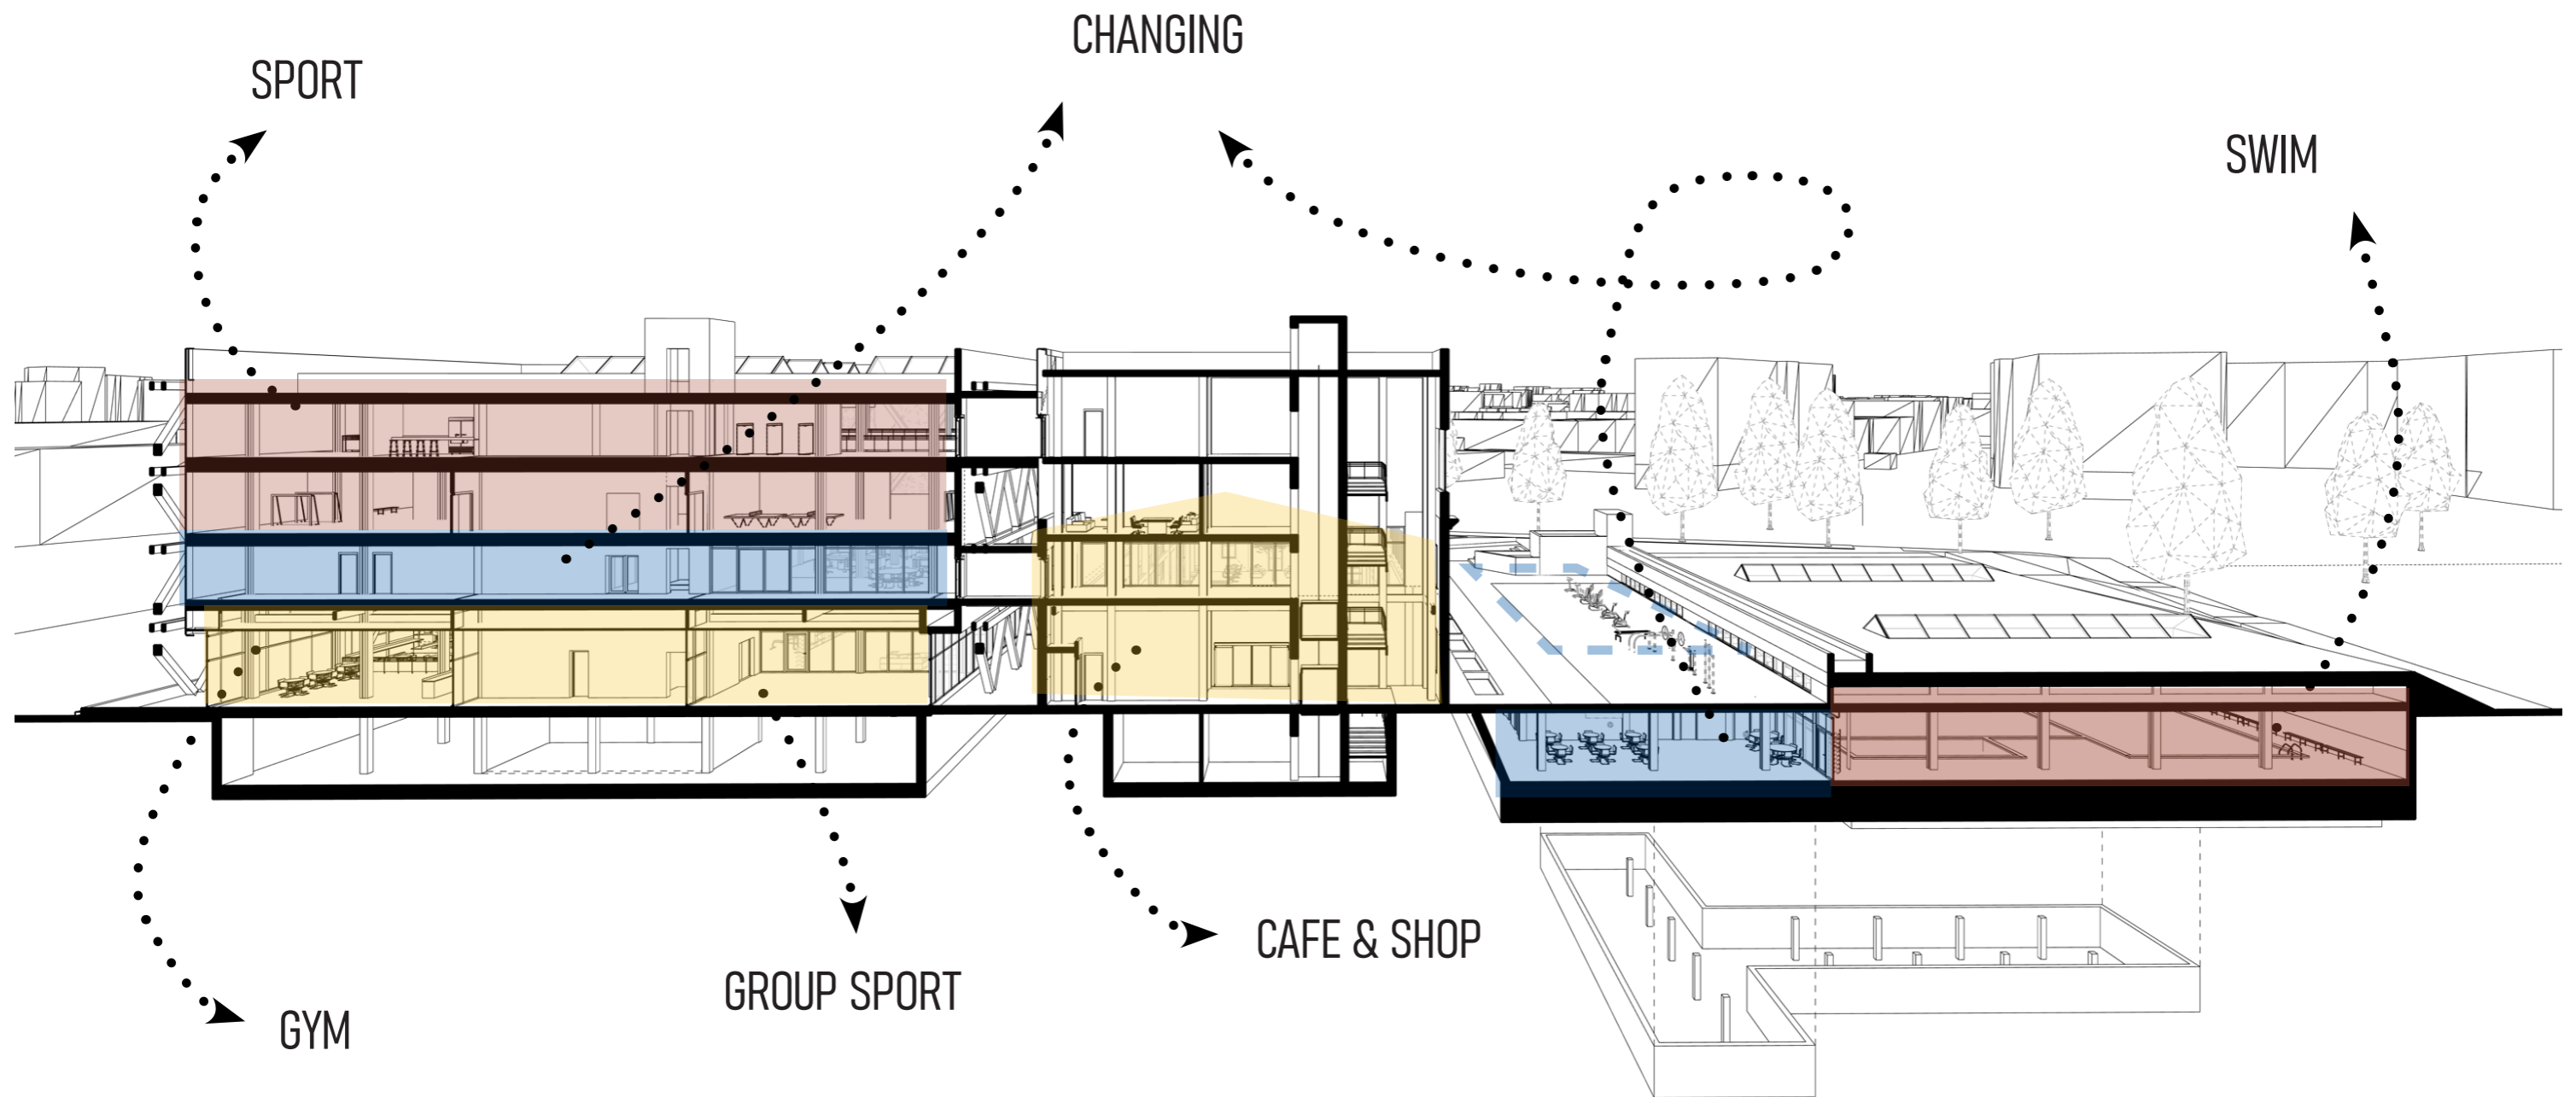 CHANGING
SPORT
SWIM
CAFE & SHOP
GROUP SPORT
GYM